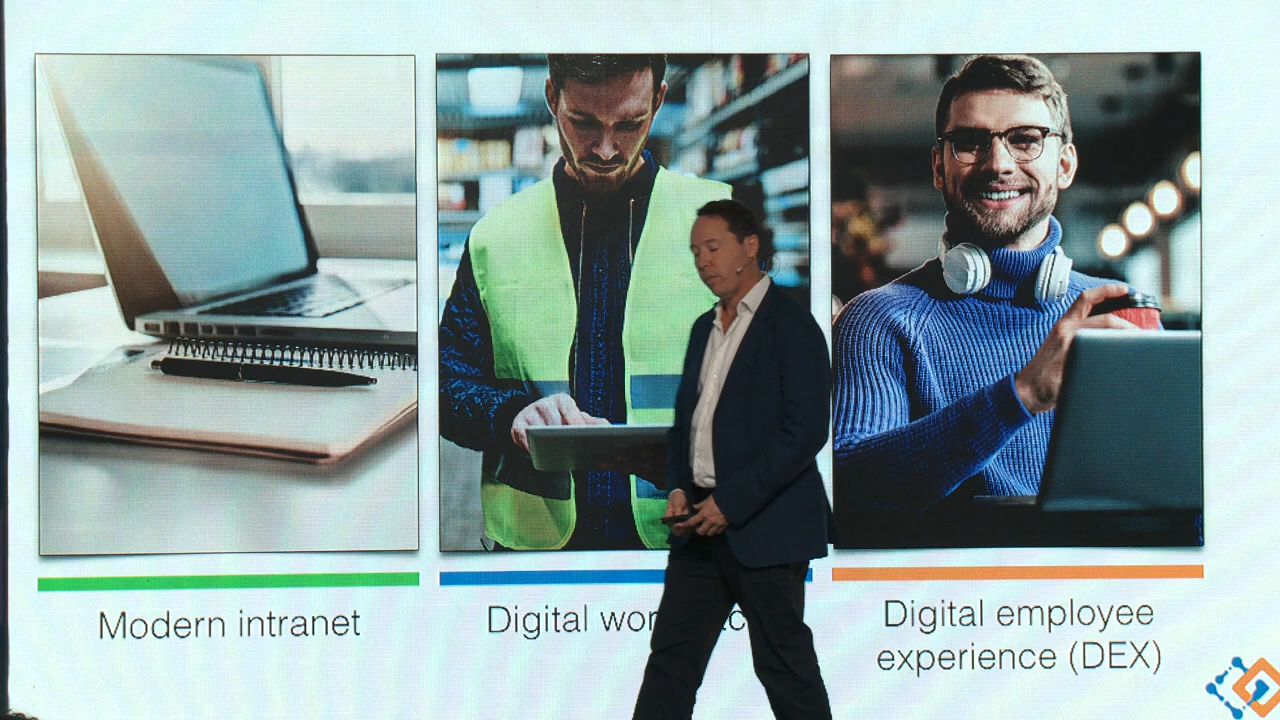 Modern intranet
Digital
Digital employee
experience (DEX)